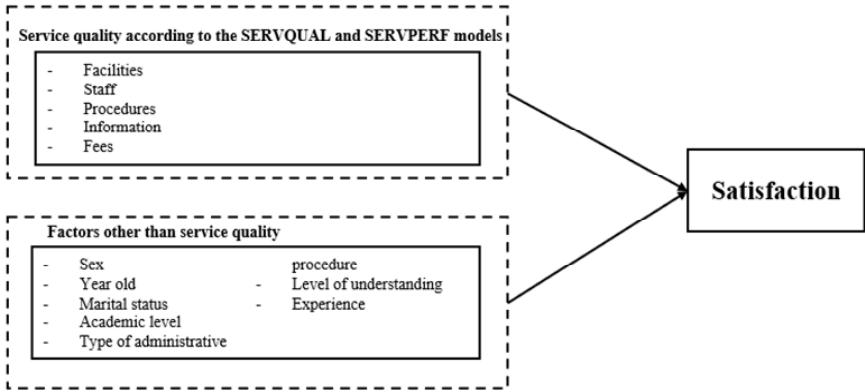 Service quality according to the SERVQUAL and SERVPERF models
- Facilities
- Staff
- Procedures
- Information
- Fees
Satisfaction
Factors other than service quality
- Sex
- Year old
- Marital status
- Academic level
- Type of administrative
procedure
- Level of understanding
- Experience